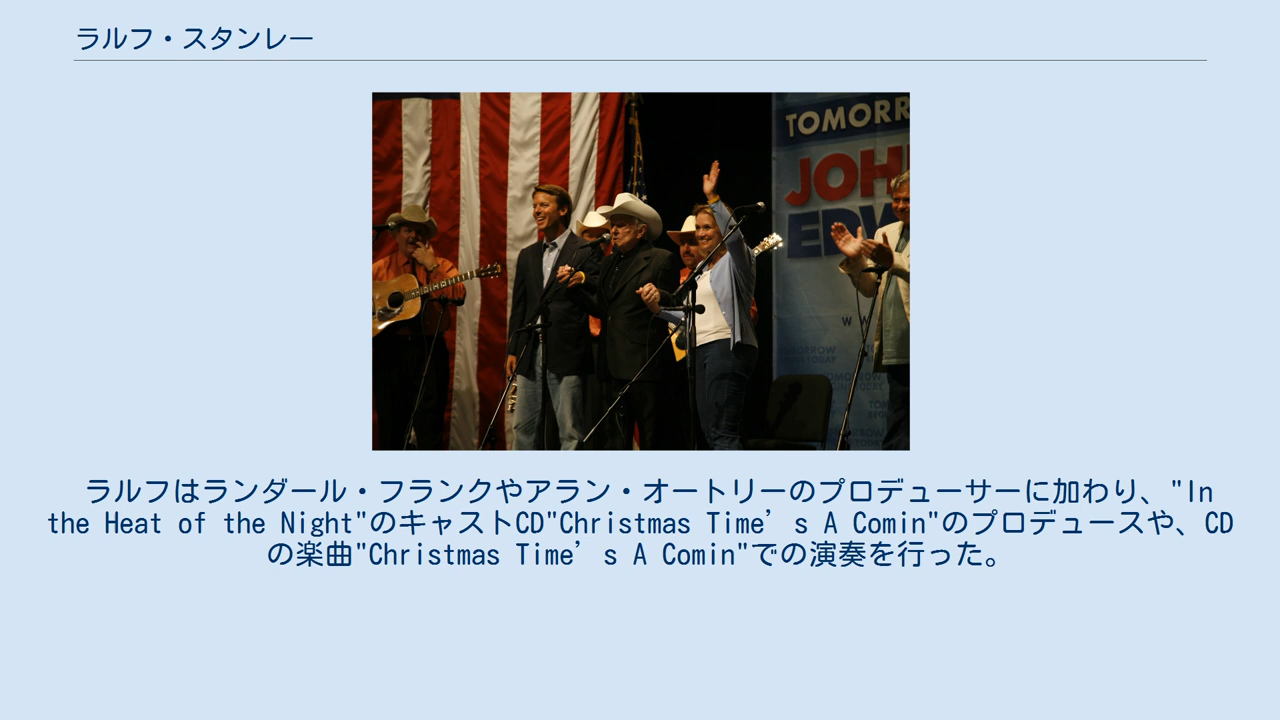 ラルフ・スタンレー
TOMORR
JOH
EDW
W W
TOMORROW
ラルフはランダール・フランクやアラン・オートリーのプロデューサーに加わり、"In
the Heat of the Night"のキャストCD"Christmas Time’s A Comin"のプロデュースや、CD
の楽曲"Christmas Time’s A Comin"での演奏を行った。